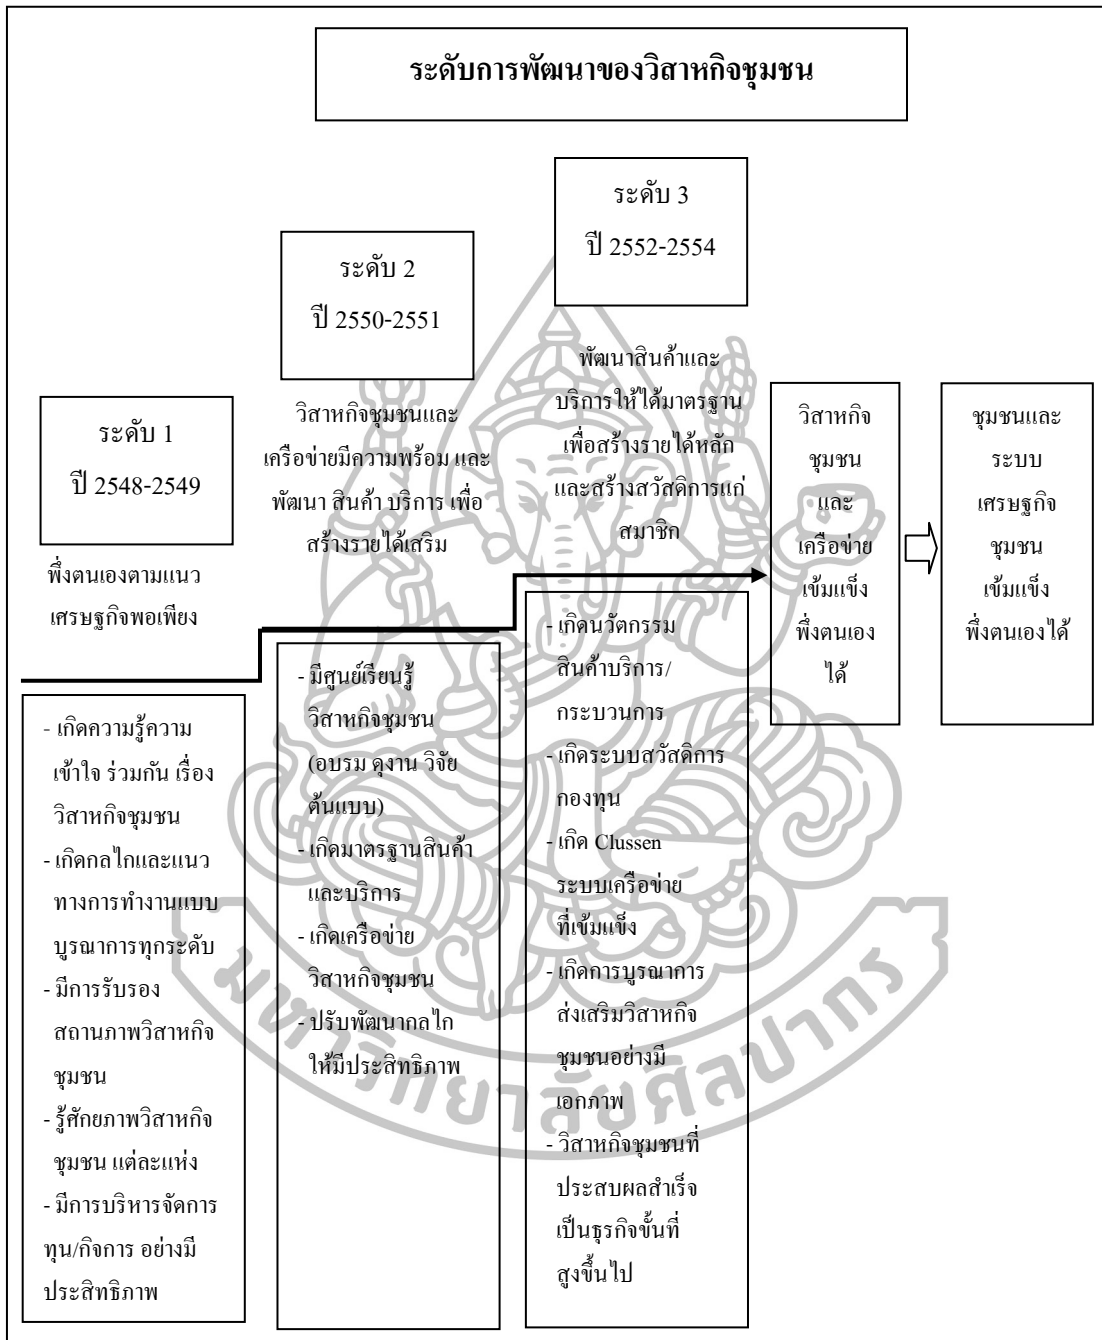 ระดับการพัฒนาของวิสาหกิจชุมชน
ระดับ 1
ปี 2548-2549
พึ่งตนเองตามแนว
เศรษฐกิจพอเพียง
- เกิดความรู้ความ
เข้าใจ ร่วมกัน เรื่อง
วิสาหกิจชุมชน
- เกิดกลไกและแนว
ทางการทำงานแบบ
บูรณาการทุกระดับ
- มีการรับรอง
สถานภาพวิสาหกิจ
ชุมชน
- รู้ศักยภาพวิสาหกิจ
ชุมชน แต่ละแห่ง
- มีการบริหารจัดการ
ทุน/กิจการ อย่างมี
ประสิทธิภาพ
ระดับ 2
ปี 2550-2551
วิสาหกิจชุมชนและ
เครือข่ายมีความพร้อม และ
พัฒนา สินค้า บริการ เพื่อ
สร้างรายได้เสริม
- มีศูนย์เรียนรู้
วิสาหกิจชุมชน
(อบรม ดุงาน วิจัย
ต้นแบบ)
- เกิดมาตรฐานสินค้า
และบริการ
- เกิดเครือข่าย
วิสาหกิจชุมชน
- ปรับพัฒนากลไก
ให้มีประสิทธิภาพ
ระดับ 3
ปี 2552-2554
พัฒนาสินค้าและ
บริการให้ได้มาตรฐาน
เพื่อสร้างรายได้หลัก
และสร้างสวัสดิการแก่
สมาชิก
- เกิดนวัตกรรม
สินค้าบริการ/
กระบวนการ
- เกิดระบบสวัสดิการ
กองทุน
- เกิด Clussen
ระบบเครือข่าย
ที่เข้มแข็ง
- เกิดการบูรณาการ
ส่งเสริมวิสาหกิจ
ชุมชนอย่างมี
เอกภาพ
- วิสาหกิจชุมชนที่
ประสบผลสำเร็จ
เป็นธุรกิจขั้นที่
สูงขึ้นไป
วิสาหกิจ
ชุมชน
และ
เครือข่าย
เข้มแข็ง
พึ่งตนเอง
ได้
ชุมชนและ
ระบบ
เศรษฐกิจ
ชุมชน
เข้มแข็ง
พึ่งตนเองได้
มหาวิทยาลัยศิลปากร